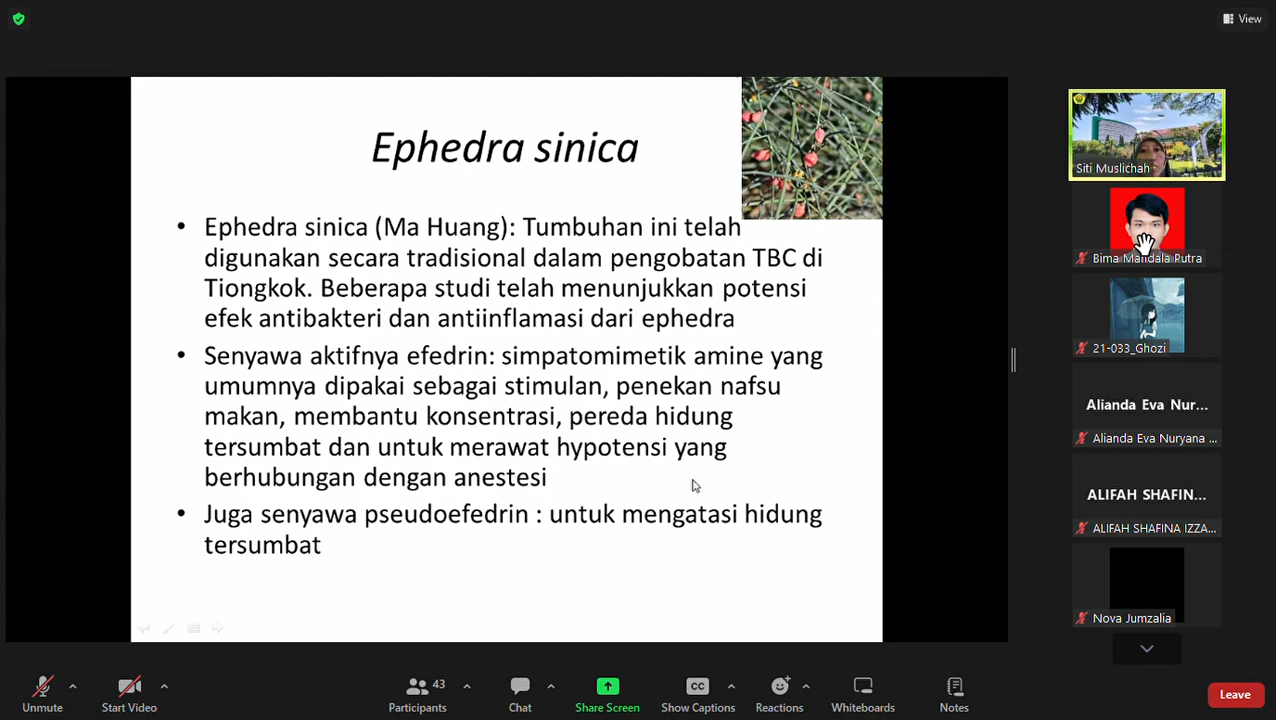 View
Ephedra sinica
• Ephedra sinica (Ma Huang): Tumbuhan ini telah
digunakan secara tradisional dalam pengobatan TBC di
Tiongkok. Beberapa studi telah menunjukkan potensi
efek antibakteri dan antiinflamasi dari ephedra
• Senyawa aktifnya efedrin: simpatomimetik amine yang
umumnya dipakai sebagai stimulan, penekan nafsu
makan, membantu konsentrasi, pereda hidung
tersumbat dan untuk merawat hypotensi yang
berhubungan dengan anestesi
• Juga senyawa pseudoefedrin : untuk mengatasi hidung
tersumbat
Siti Muslichah
Bima Mandala Putra
21-033_Ghozi
Alianda Eva Nur...
Alianda Eva Nuryana ...
ALIFAH SHAFIN...
ALIFAH SHAFINA IZZA...
Nova Jumzalia
Unmute
Start Video
43
Participants
Chat
Share Screen
CC
Show Captions
Reactions
Whiteboards
Notes
Leave